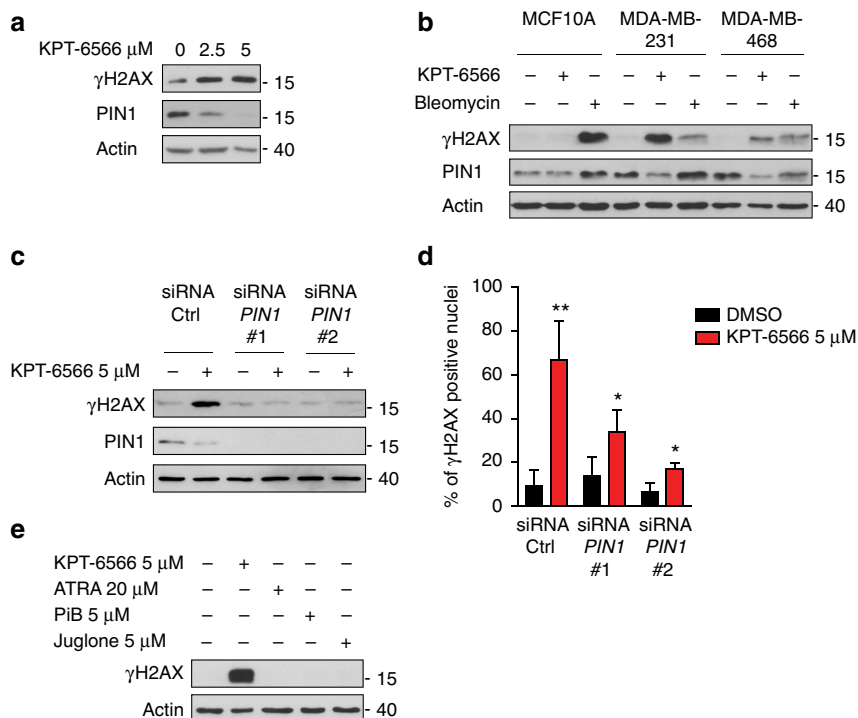 a
KPT-6566 μM 0 2.5 5
γH2AX - 15
PIN1 - 15
Actin - 40
b
MCF10A MDA-MB-231 MDA-MB-468
KPT-6566 – + – – + – – + –
Bleomycin – – + – – + – – +
γH2AX - 15
PIN1 - 15
Actin - 40
c
siRNA Ctrl siRNA PIN1 #1 siRNA PIN1 #2
KPT-6566 5 μM – + – + – +
γH2AX - 15
PIN1 - 15
Actin - 40
d
% of γH2AX positive nuclei
100
80
60
40
20
0
** * *
DMSO
KPT-6566 5 μM
siRNA Ctrl siRNA PIN1 #1 siRNA PIN1 #2
e
KPT-6566 5 μM – + – – –
ATRA 20 μM – – + – –
PiB 5 μM – – – + –
Juglone 5 μM – – – – +
γH2AX - 15
Actin - 40